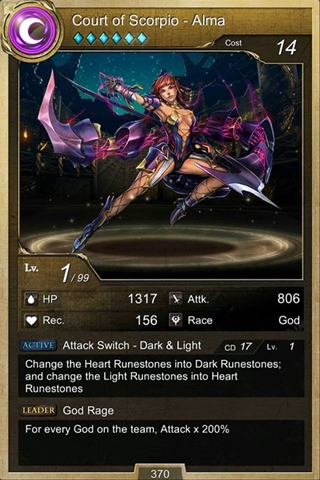 Court of Scorpio - Alma
Cost 14
Lv. 1/99
HP 1317 Attk. 806
Rec. 156 Race God
ACTIVE Attack Switch - Dark & Light CD 17 Lv. 1
Change the Heart Runestones into Dark Runestones;
and change the Light Runestones into Heart
Runestones
LEADER God Rage
For every God on the team, Attack x 200%
370